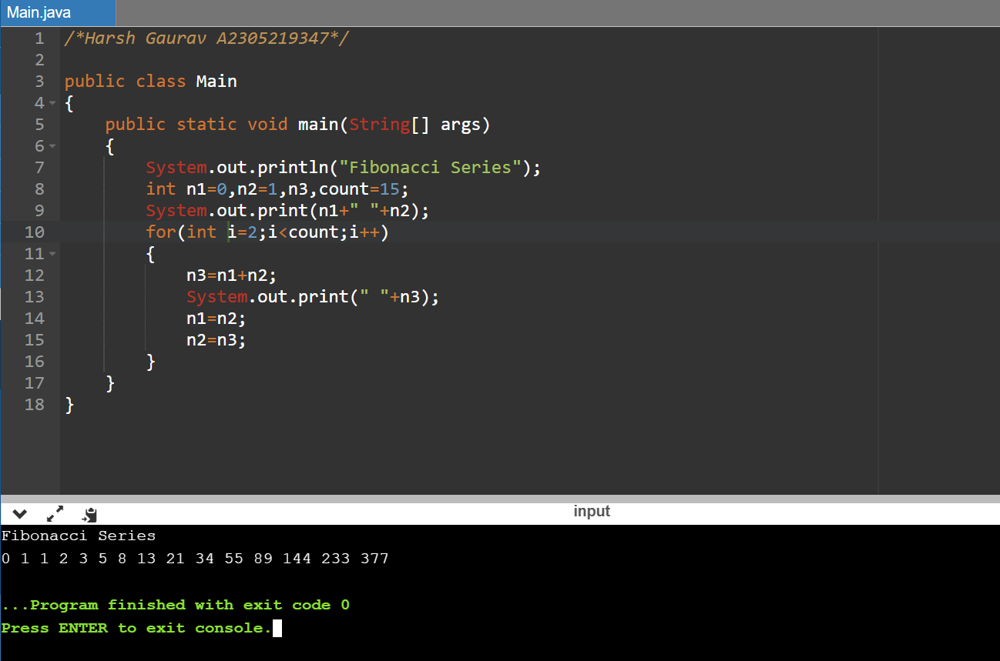 Main.java
1 /*Harsh Gaurav A2305219347*/
2
3 public class Main
4 {
5     public static void main(String[] args)
6     {
7         System.out.println("Fibonacci Series");
8         int n1=0,n2=1,n3,count=15;
9         System.out.print(n1+" "+n2);
10         for(int i=2;i<count;i++)
11         {
12             n3=n1+n2;
13             System.out.print(" "+n3);
14             n1=n2;
15             n2=n3;
16         }
17     }
18 }
input
Fibonacci Series
0 1 1 2 3 5 8 13 21 34 55 89 144 233 377
...Program finished with exit code 0
Press ENTER to exit console.